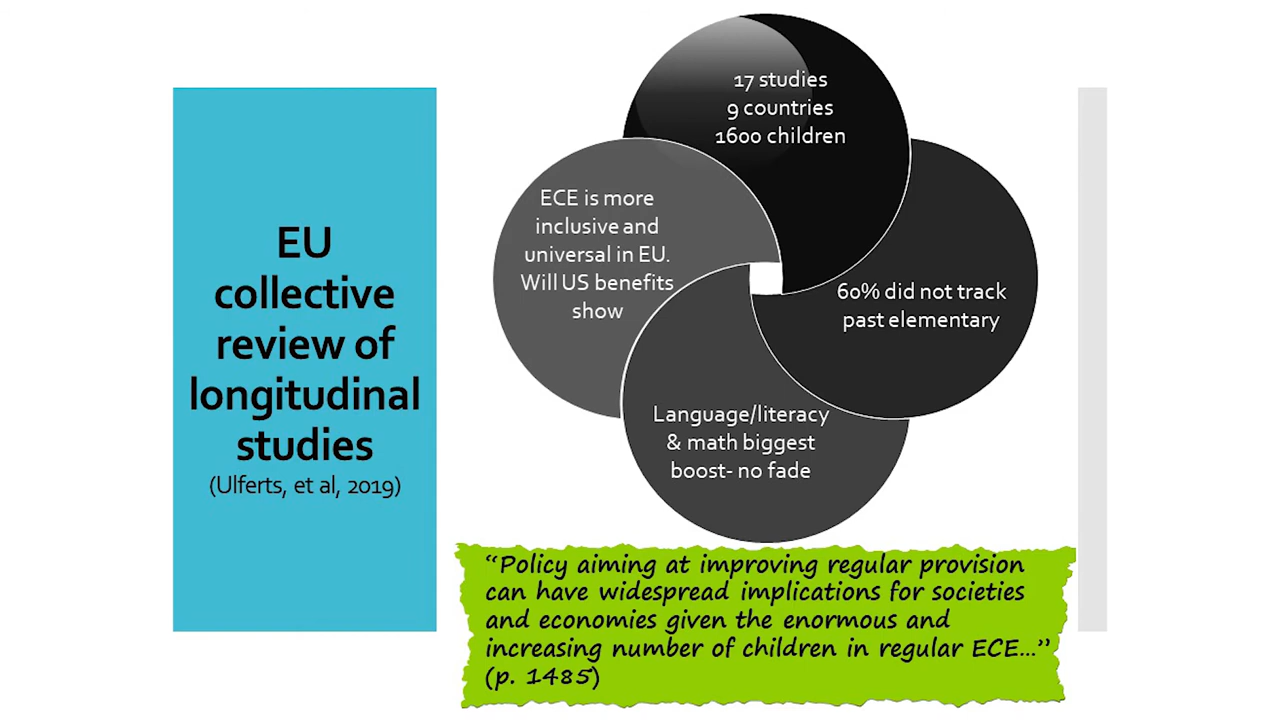 EU
collective
review of
longitudinal
studies
(Ulferts, et al, 2019)
17 studies
9 countries
1600 children
60% did not track
past elementary
Language/literacy
& math biggest
boost- no fade
ECE is more
inclusive and
universal in EU.
Will US benefits
show
“Policy aiming at improving regular provision
can have widespread implications for societies
and economies given the enormous and
increasing number of children in regular ECE…”
(p. 1485)